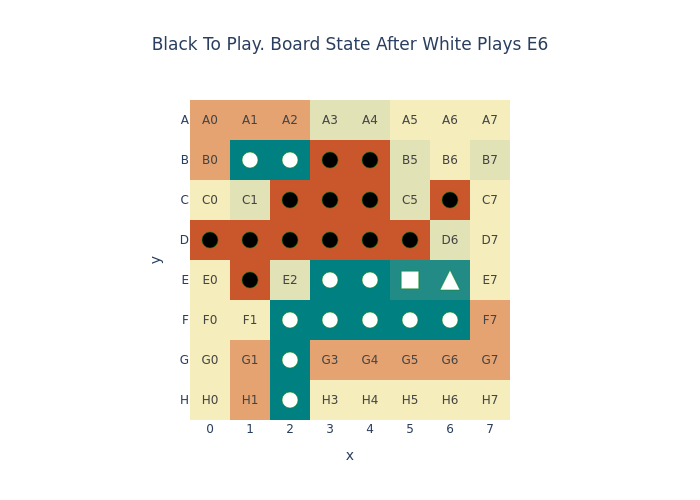 Black To Play. Board State After White Plays E6
A A0 A1 A2 A3 A4 A5 A6 A7
B B0 B5 B6 B7
C C0 C1 C5 C7
D D6 D7
y
E E0 E2 E7
F F0 F1 F7
G G0 G1 G3 G4 G5 G6 G7
H H0 H1 H3 H4 H5 H6 H7
0 1 2 3 4 5 6 7
x